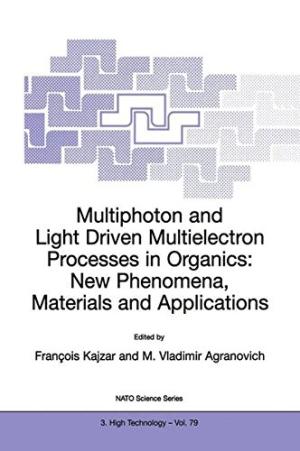 Multiphoton and
Light Driven Multielectron
Processes in Organics:
New Phenomena,
Materials and Applications
Edited by
François Kajzar and M. Vladimir Agranovich
NATO Science Series
3. High Technology – Vol. 79